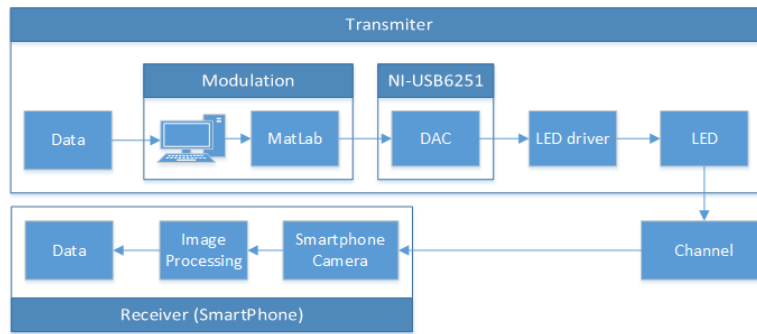 Transmiter
Modulation
NI-USB6251
Data
MatLab
DAC
LED driver
LED
Data
Image
Processing
Smartphone
Camera
Channel
Receiver (SmartPhone)